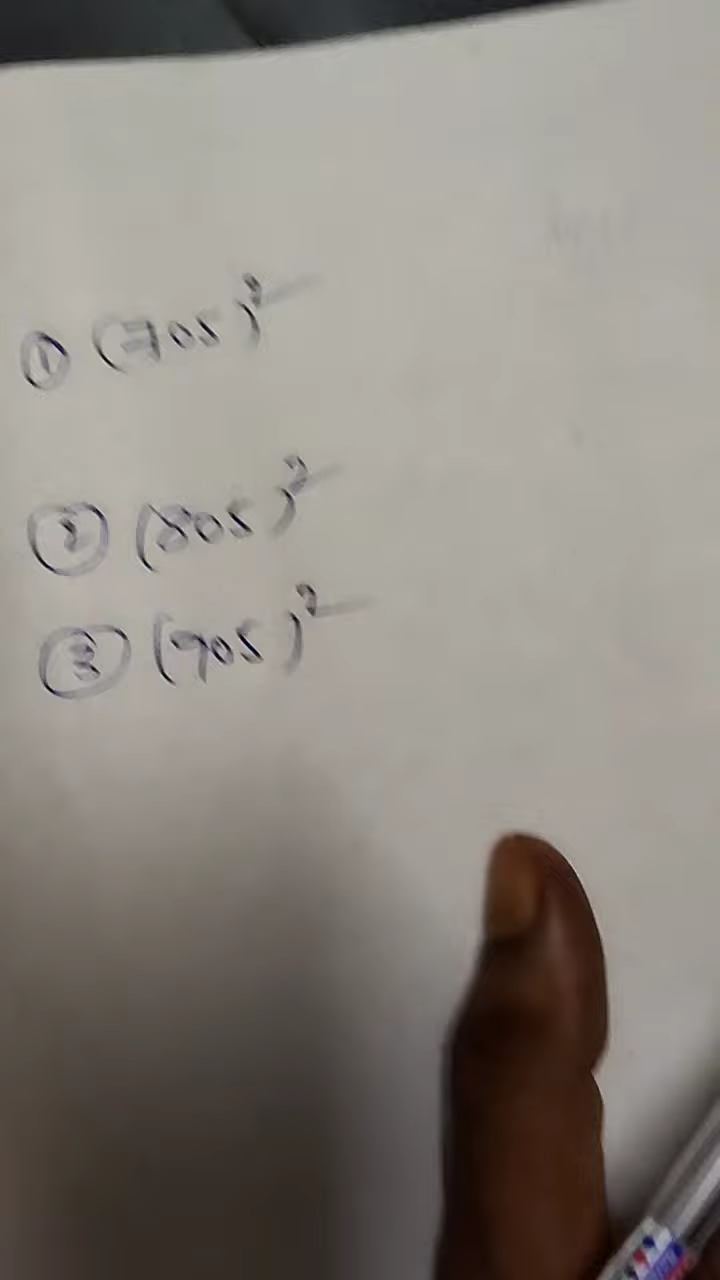 ① (705)²
② (805)²
③ (905)²